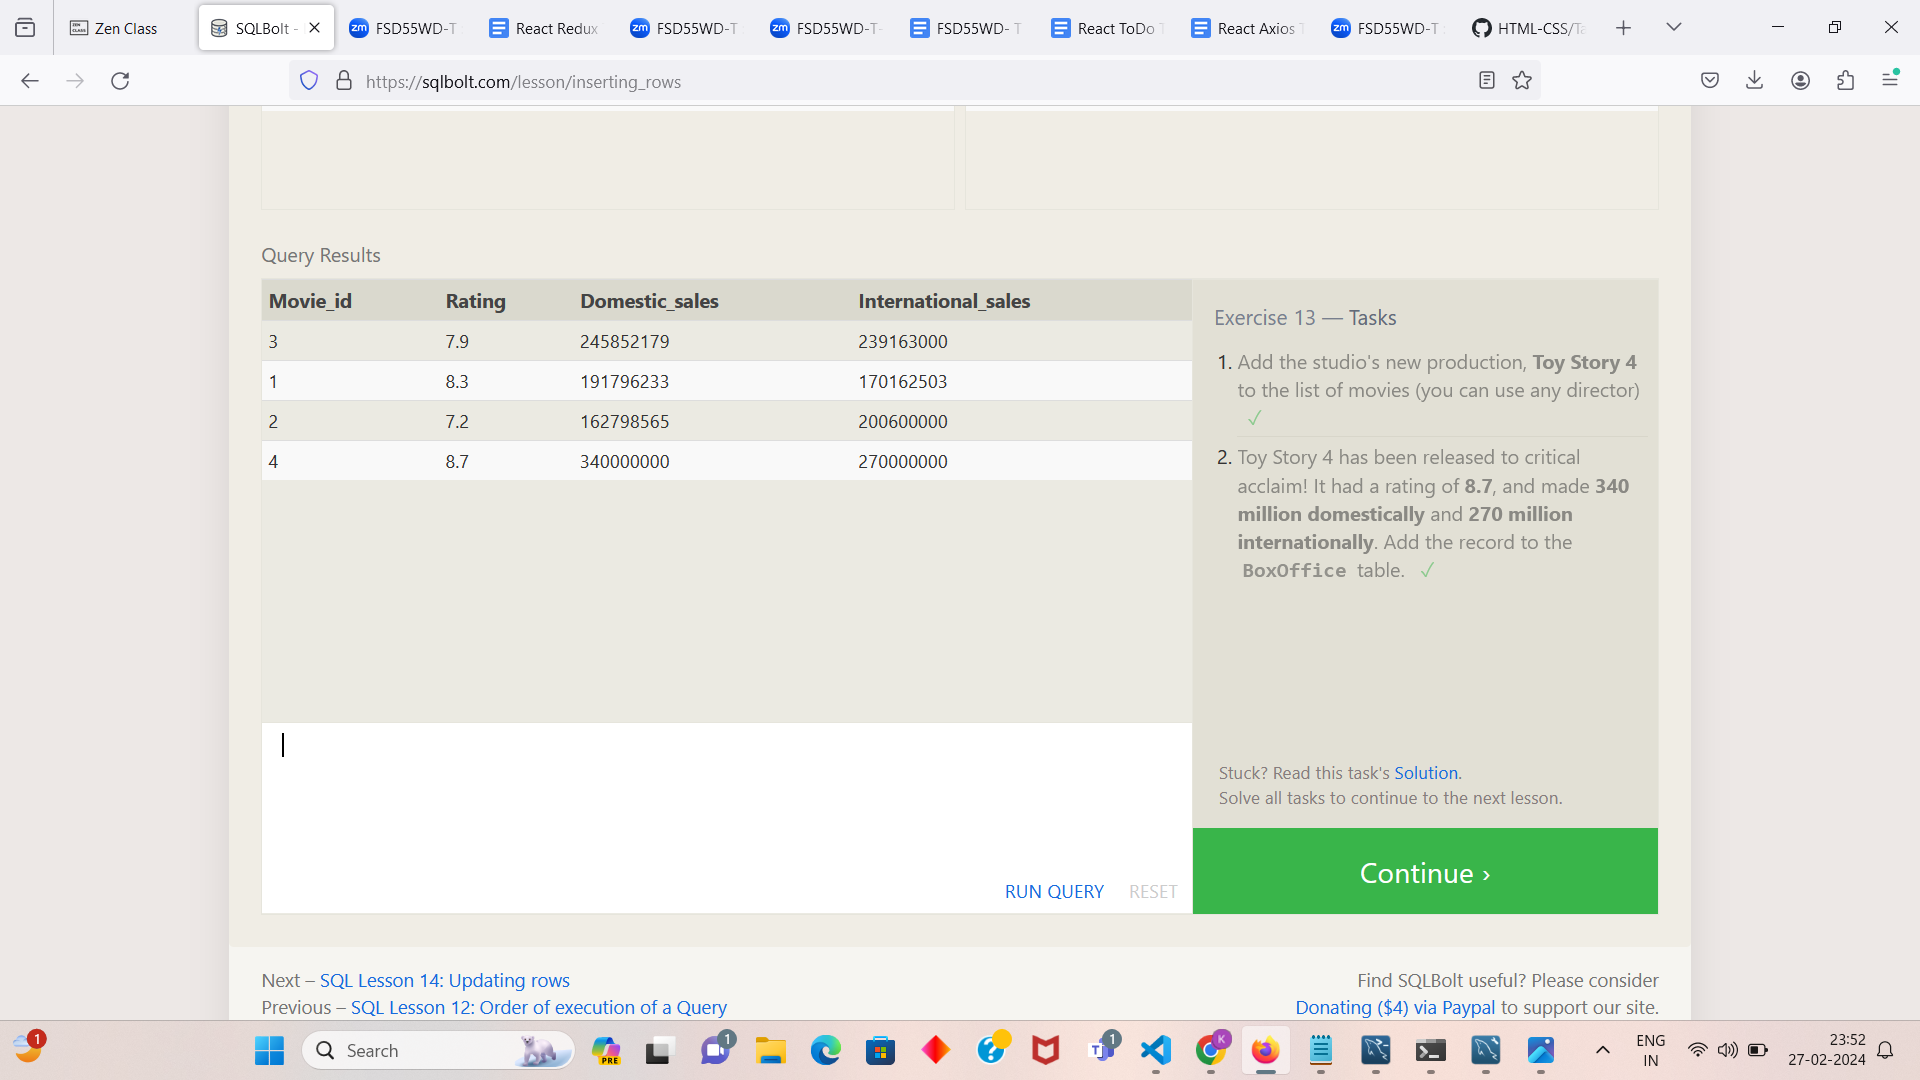 Zen Class
SQLBolt -
FSD55WD-T
React Redux
FSD55WD-T
FSD55WD-T-
FSD55WD- T
React ToDo T
React Axios T
FSD55WD-T
HTML-CSS/Ta
https://sqlbolt.com/lesson/inserting_rows
Query Results
Movie_id Rating Domestic_sales International_sales
3 7.9 245852179 239163000
1 8.3 191796233 170162503
2 7.2 162798565 200600000
4 8.7 340000000 270000000
Exercise 13 — Tasks
1. Add the studio's new production, Toy Story 4
to the list of movies (you can use any director)
✓
2. Toy Story 4 has been released to critical
acclaim! It had a rating of 8.7, and made 340
million domestically and 270 million
internationally. Add the record to the
BoxOffice table. ✓
Stuck? Read this task's Solution.
Solve all tasks to continue to the next lesson.
RUN QUERY RESET
Continue ›
Next – SQL Lesson 14: Updating rows
Previous – SQL Lesson 12: Order of execution of a Query
Find SQLBolt useful? Please consider
Donating ($4) via Paypal to support our site.
1
Search
PRE
1
1
K
ENG
IN
23:52
27-02-2024